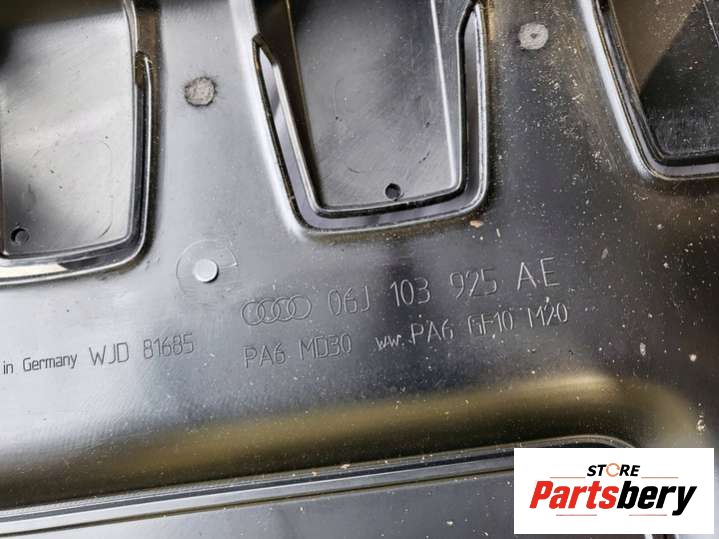 06J 103 925 AE
in Germany WJD 81685
PA6 MD30 ww. PA6 GF10 M20
STORE
Partsbery